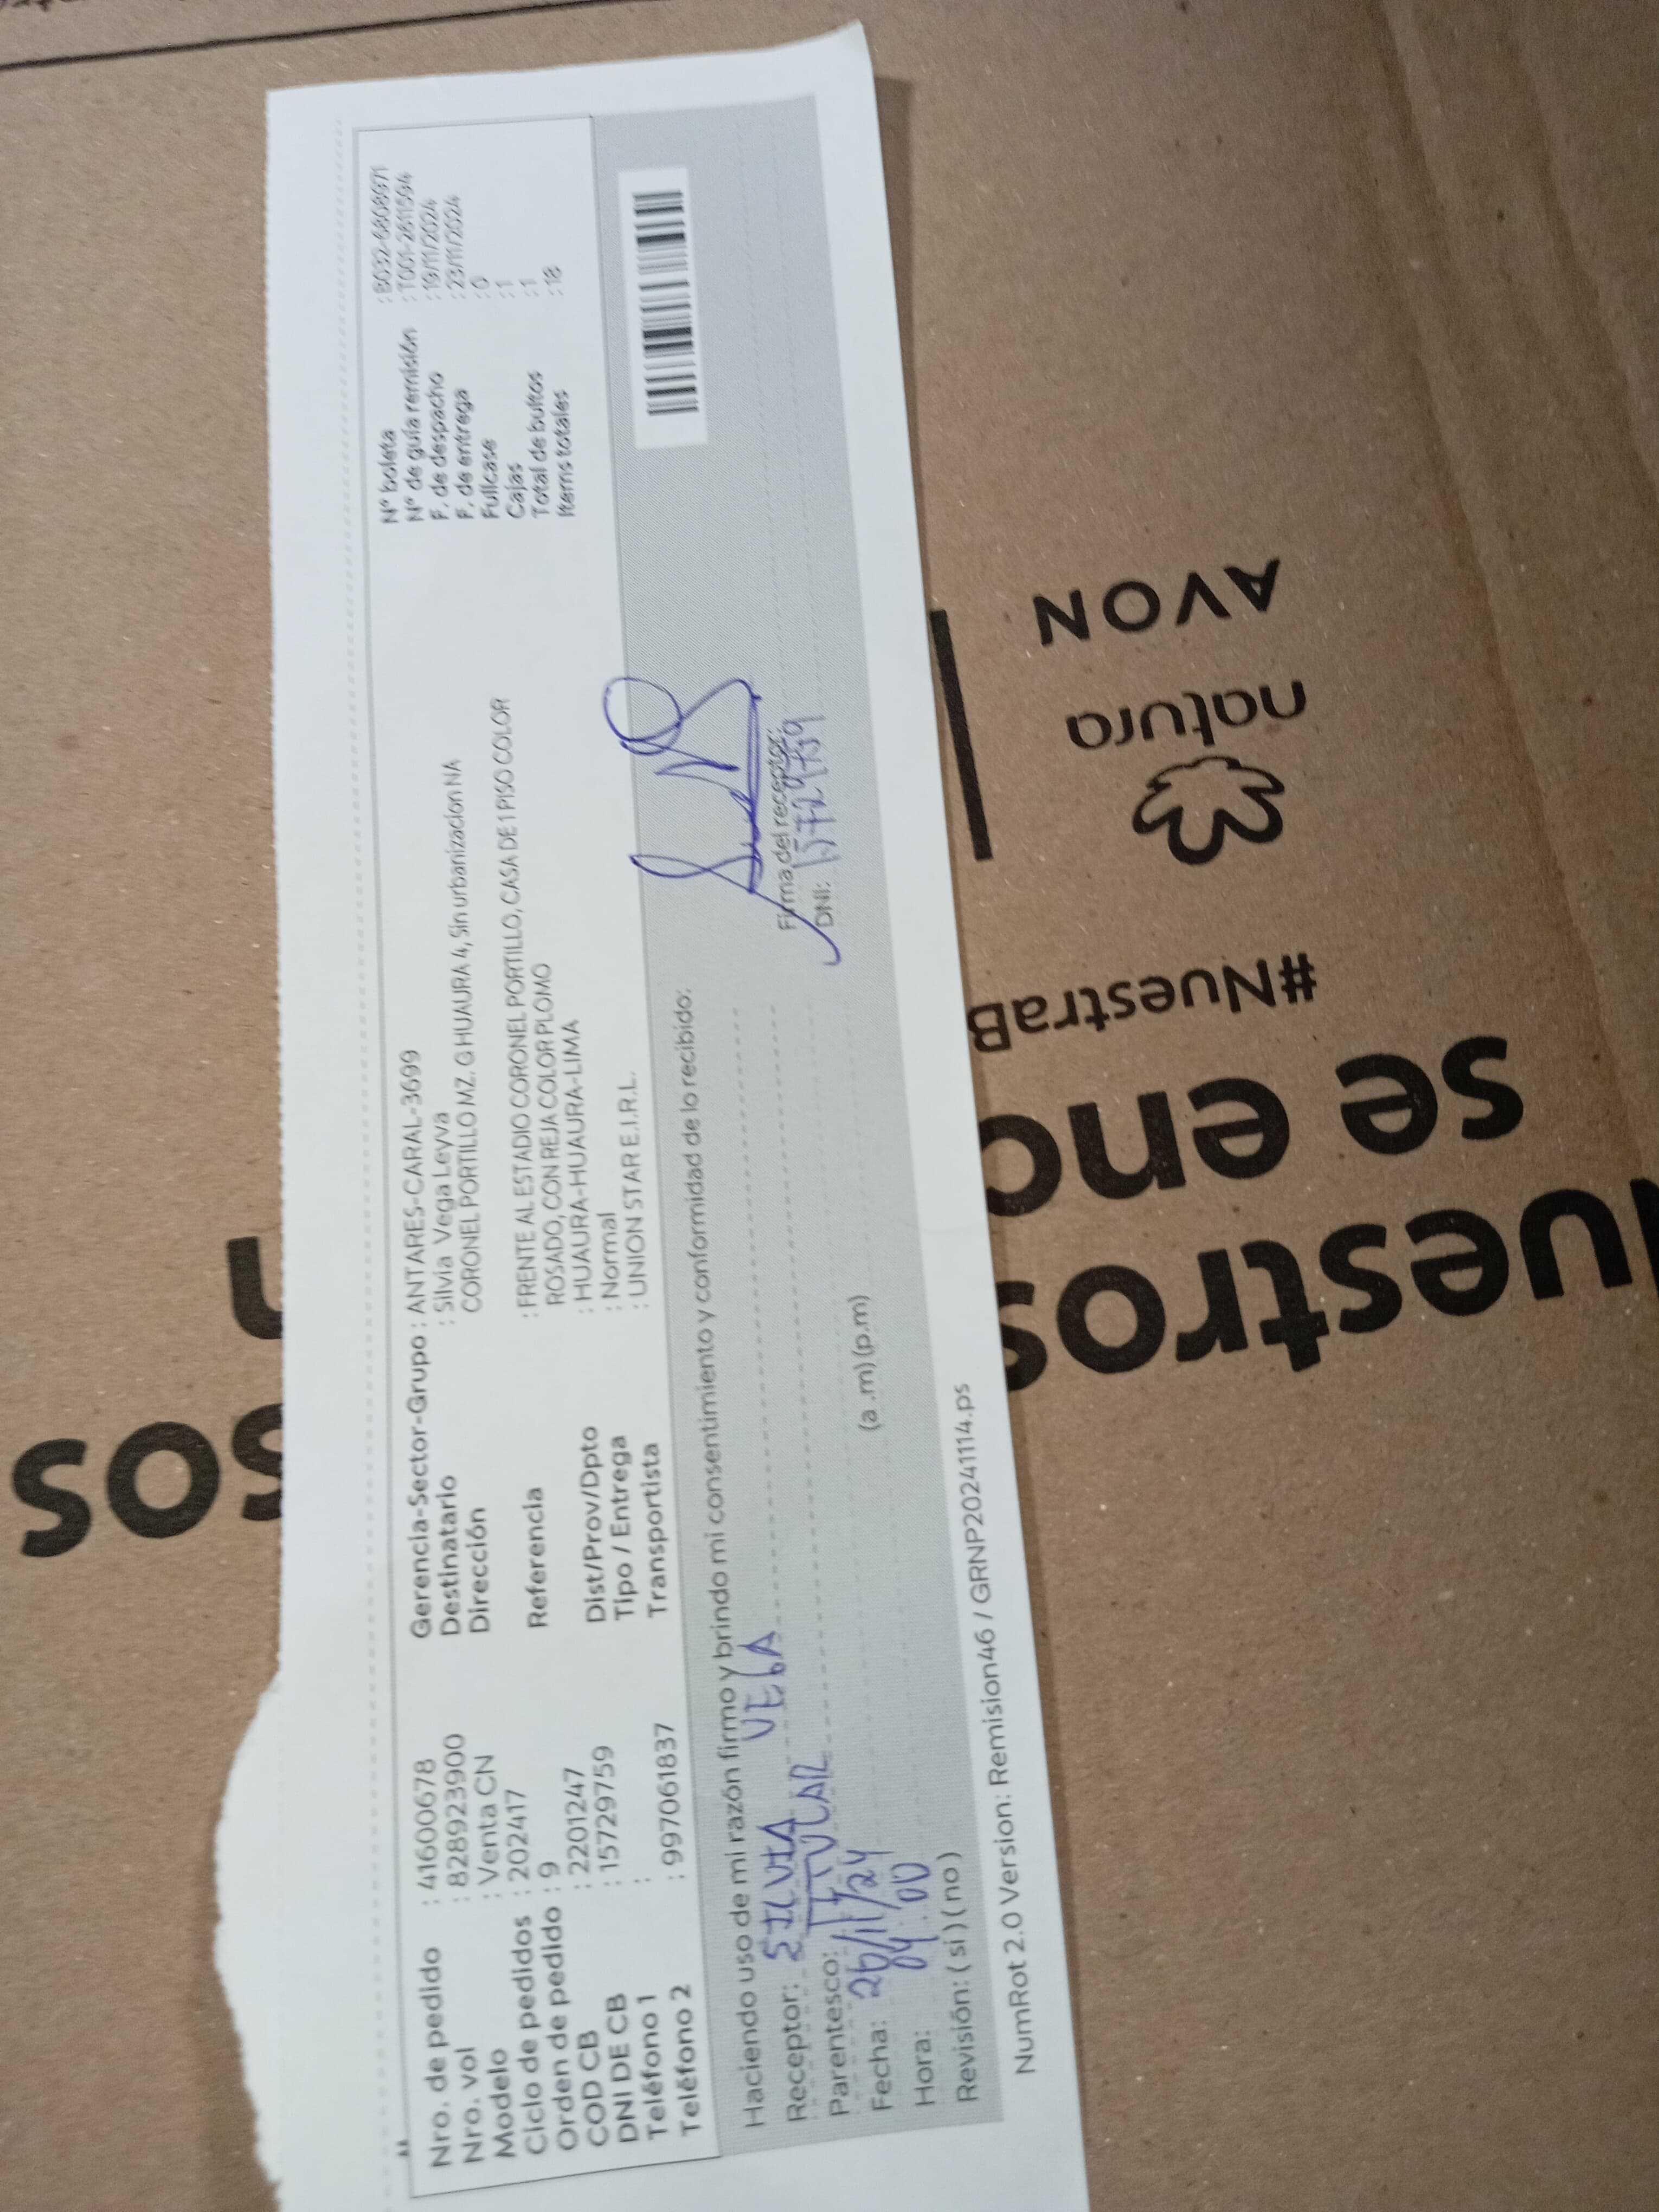 Nro. de pedido : 41600678
Nro. vol : 8289923900
Modelo : Venta CN
Ciclo de pedidos : 202417
Orden de pedido : 9
COD CB : 2201247
DNI DE CB : 15729759
Teléfono 1 :
Teléfono 2 : 997061837
Gerencia-Sector-Grupo : ANTARES-CARAL-3699
Destinatario : Silvia Vega Leyva
Dirección CORONEL PORTILLO MZ. G HUAURA 4, Sin urbanizacion NA
Referencia : FRENTE AL ESTADIO CORONEL PORTILLO, CASA DE 1 PISO COLOR
ROSADO, CON REJA COLOR PLOMO
Dist/Prov/Dpto : HUAURA-HUAURA-LIMA
Tipo / Entrega : Normal
Transportista : UNION STAR E.I.R.L.
Nº boleta
Nº de guía remisión
F. de despacho : 19/11/2024
F. de entrega : 23/11/2024
Fullcase : 0
Cajas : 1
Total de bultos : 1
Items totales : 18
Haciendo uso de mi razón firmo y brindo mi consentimiento y conformidad de lo recibido:
Receptor: SILVIA VEGA
Parentesco: TITULAR
Fecha: 26/11/24
Hora: 04:00 (a.m) (p.m)
Revisión: ( si ) ( no )
Firma del receptor:
DNI: 15729759
NumRot 2.0 Version: Remision46 / GRNP20241114.ps
se enc
#NuestraB
natura
AVON